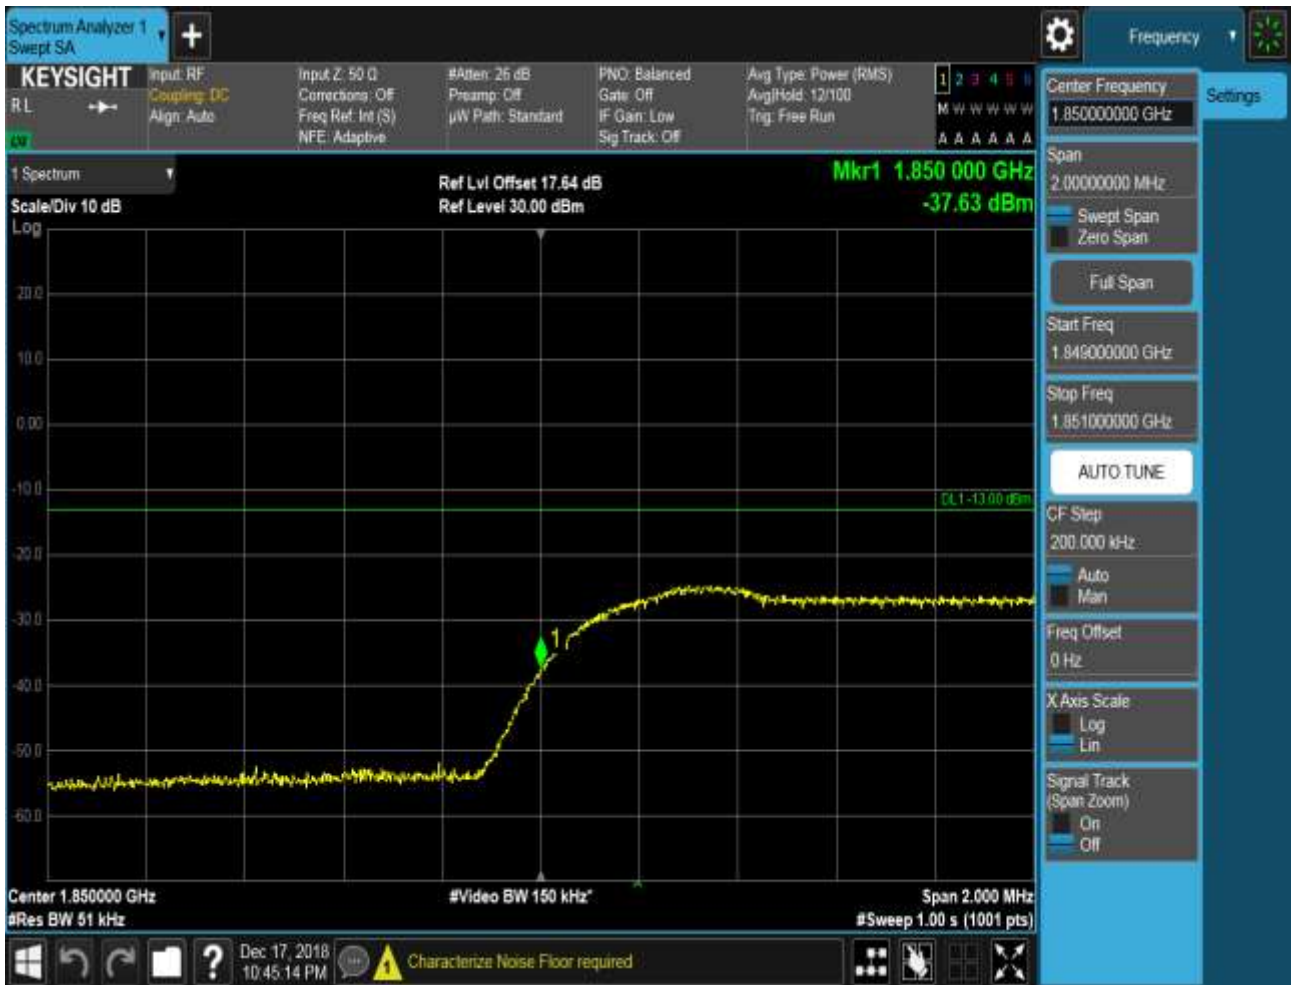 Spectrum Analyzer 1
Swept SA
+
Frequency
KEYSIGHT
RL
Input: RF
Coupling: DC
Align: Auto
Input Z: 50 Ω
Corrections: Off
Freq Ref: Int (S)
NFE: Adaptive
#Atten: 26 dB
Preamp: Off
µW Path: Standard
PNO: Balanced
Gate: Off
IF Gain: Low
Sig Track: Off
Avg Type: Power (RMS)
Avg|Hold: 12/100
Trig: Free Run
1 2 3 4 5 6
M W W W W W
A A A A A A
1 Spectrum
Scale/Div 10 dB
Log
Ref Lvl Offset 17.64 dB
Ref Level 30.00 dBm
Mkr1 1.850 000 GHz
-37.63 dBm
20.0
10.0
0.00
-10.0
DL1 -13.00 dBm
-20.0
-30.0
1
-40.0
-50.0
-60.0
Center 1.850000 GHz
#Video BW 150 kHz*
Span 2.000 MHz
#Res BW 51 kHz
#Sweep 1.00 s (1001 pts)
Center Frequency
1.850000000 GHz
Settings
Span
2.00000000 MHz
Swept Span
Zero Span
Full Span
Start Freq
1.849000000 GHz
Stop Freq
1.851000000 GHz
AUTO TUNE
CF Step
200.000 kHz
Auto
Man
Freq Offset
0 Hz
X Axis Scale
Log
Lin
Signal Track
(Span Zoom)
On
Off
?
Dec 17, 2018
10:45:14 PM
1
Characterize Noise Floor required